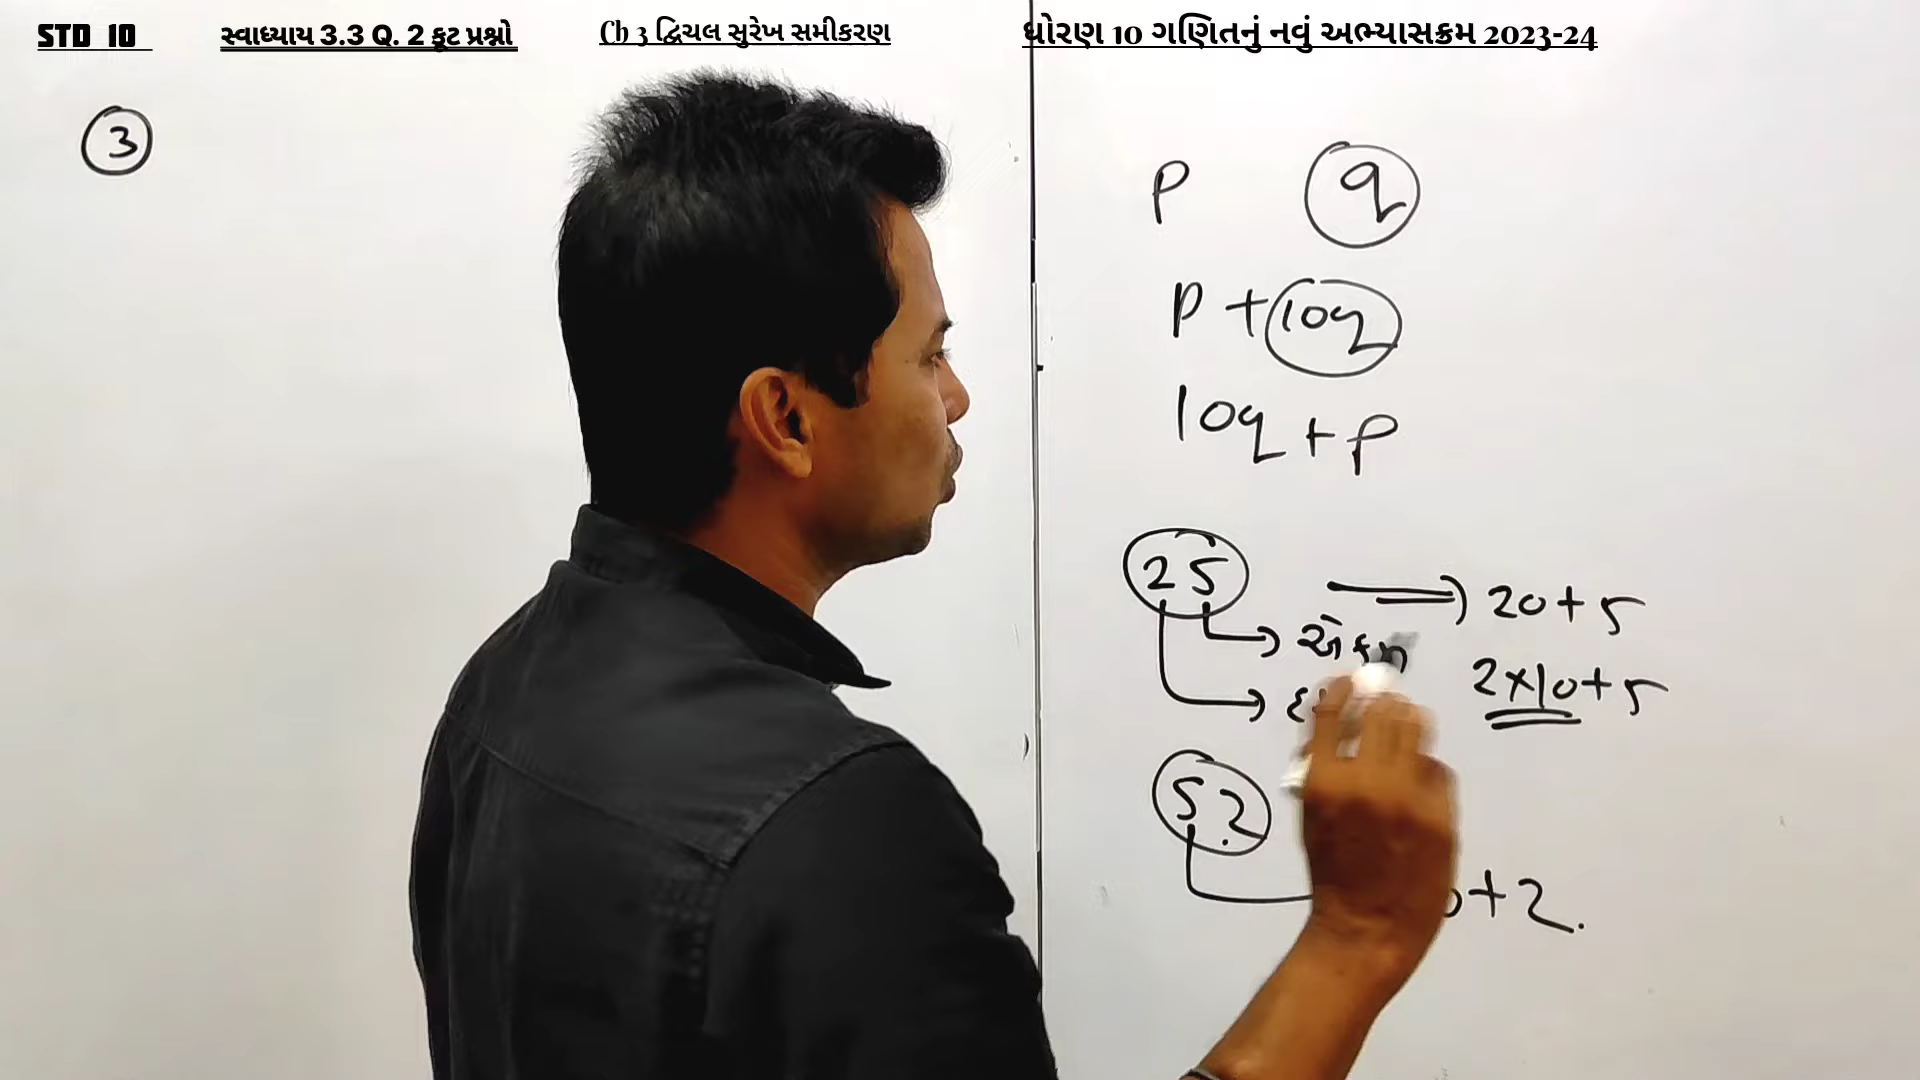 STD 10 સ્વાધ્યાય 3.3 Q. 2 કૂટ પ્રશ્નો Ch 3 દ્વિચલ સુરેખ સમીકરણ ધોરણ 10 ગણિતનું નવું અભ્યાસક્રમ 2023-24
3
P q
P + 10q
10q + P
25 → 20 + 5
→ એકમ
2×10 + 5
52
+ 2.